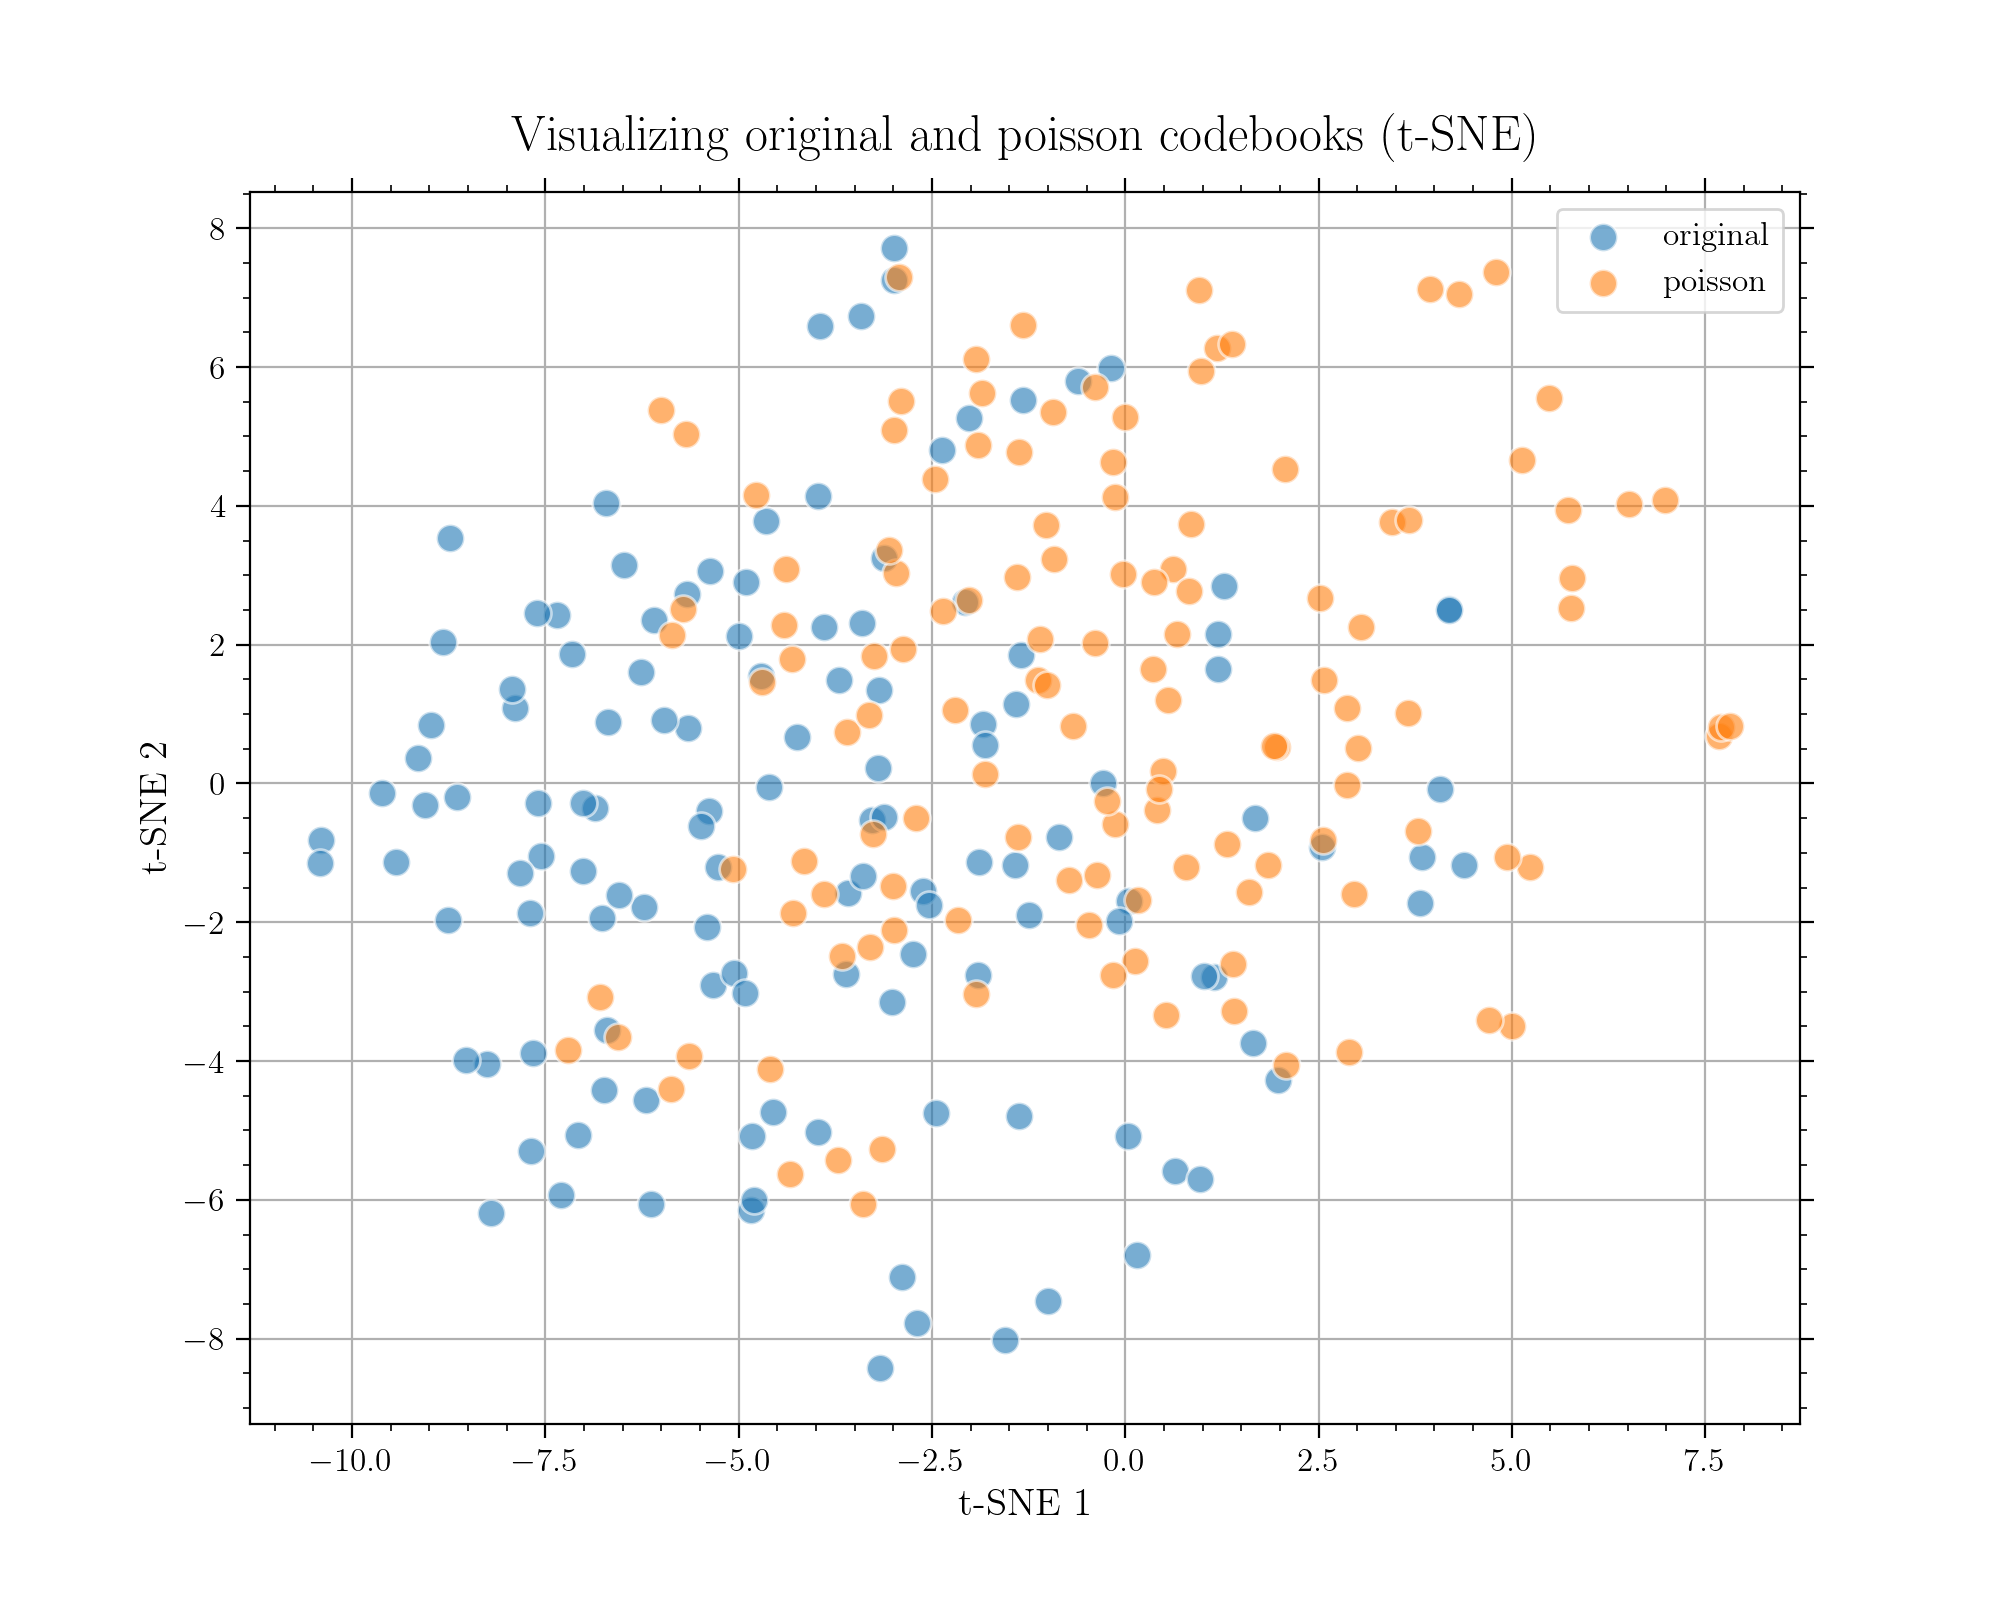 Visualizing original and poisson codebooks (t-SNE)
original
poisson
8
6
4
2
0
−2
−4
−6
−8
t-SNE 2
−10.0 −7.5 −5.0 −2.5 0.0 2.5 5.0 7.5
t-SNE 1